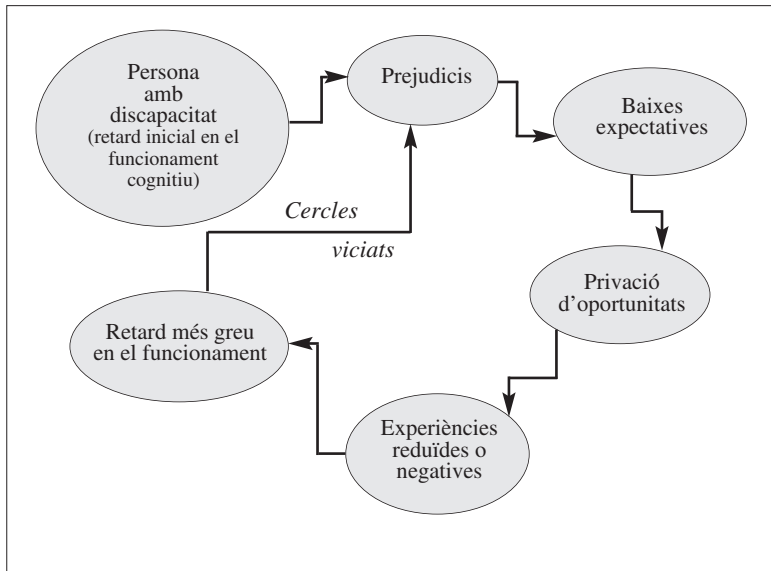 Persona
amb
discapacitat
(retard inicial en el
funcionament
cognitiu)
Prejudicis
Baixes
expectatives
Privació
d’oportunitats
Experiències
reduïdes o
negatives
Retard més greu
en el funcionament
Cercles
viciats